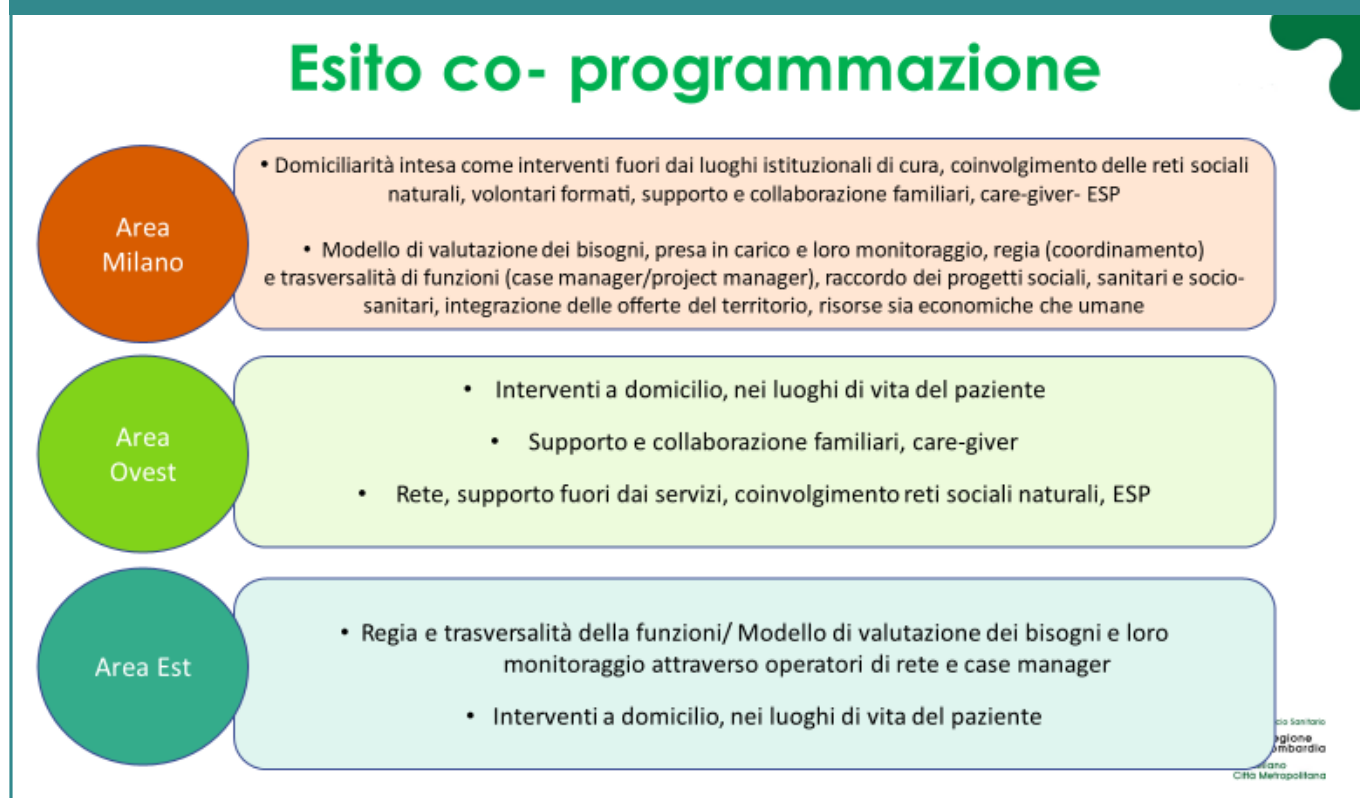 Esito co- programmazione
Area
Milano
• Domiciliarità intesa come interventi fuori dai luoghi istituzionali di cura, coinvolgimento delle reti sociali
naturali, volontari formati, supporto e collaborazione familiari, care-giver- ESP
• Modello di valutazione dei bisogni, presa in carico e loro monitoraggio, regia (coordinamento)
e trasversalità di funzioni (case manager/project manager), raccordo dei progetti sociali, sanitari e socio-
sanitari, integrazione delle offerte del territorio, risorse sia economiche che umane
Area
Ovest
• Interventi a domicilio, nei luoghi di vita del paziente
• Supporto e collaborazione familiari, care-giver
• Rete, supporto fuori dai servizi, coinvolgimento reti sociali naturali, ESP
Area Est
• Regia e trasversalità della funzioni/ Modello di valutazione dei bisogni e loro
monitoraggio attraverso operatori di rete e case manager
• Interventi a domicilio, nei luoghi di vita del paziente
Sanitario
Città Metropolitana